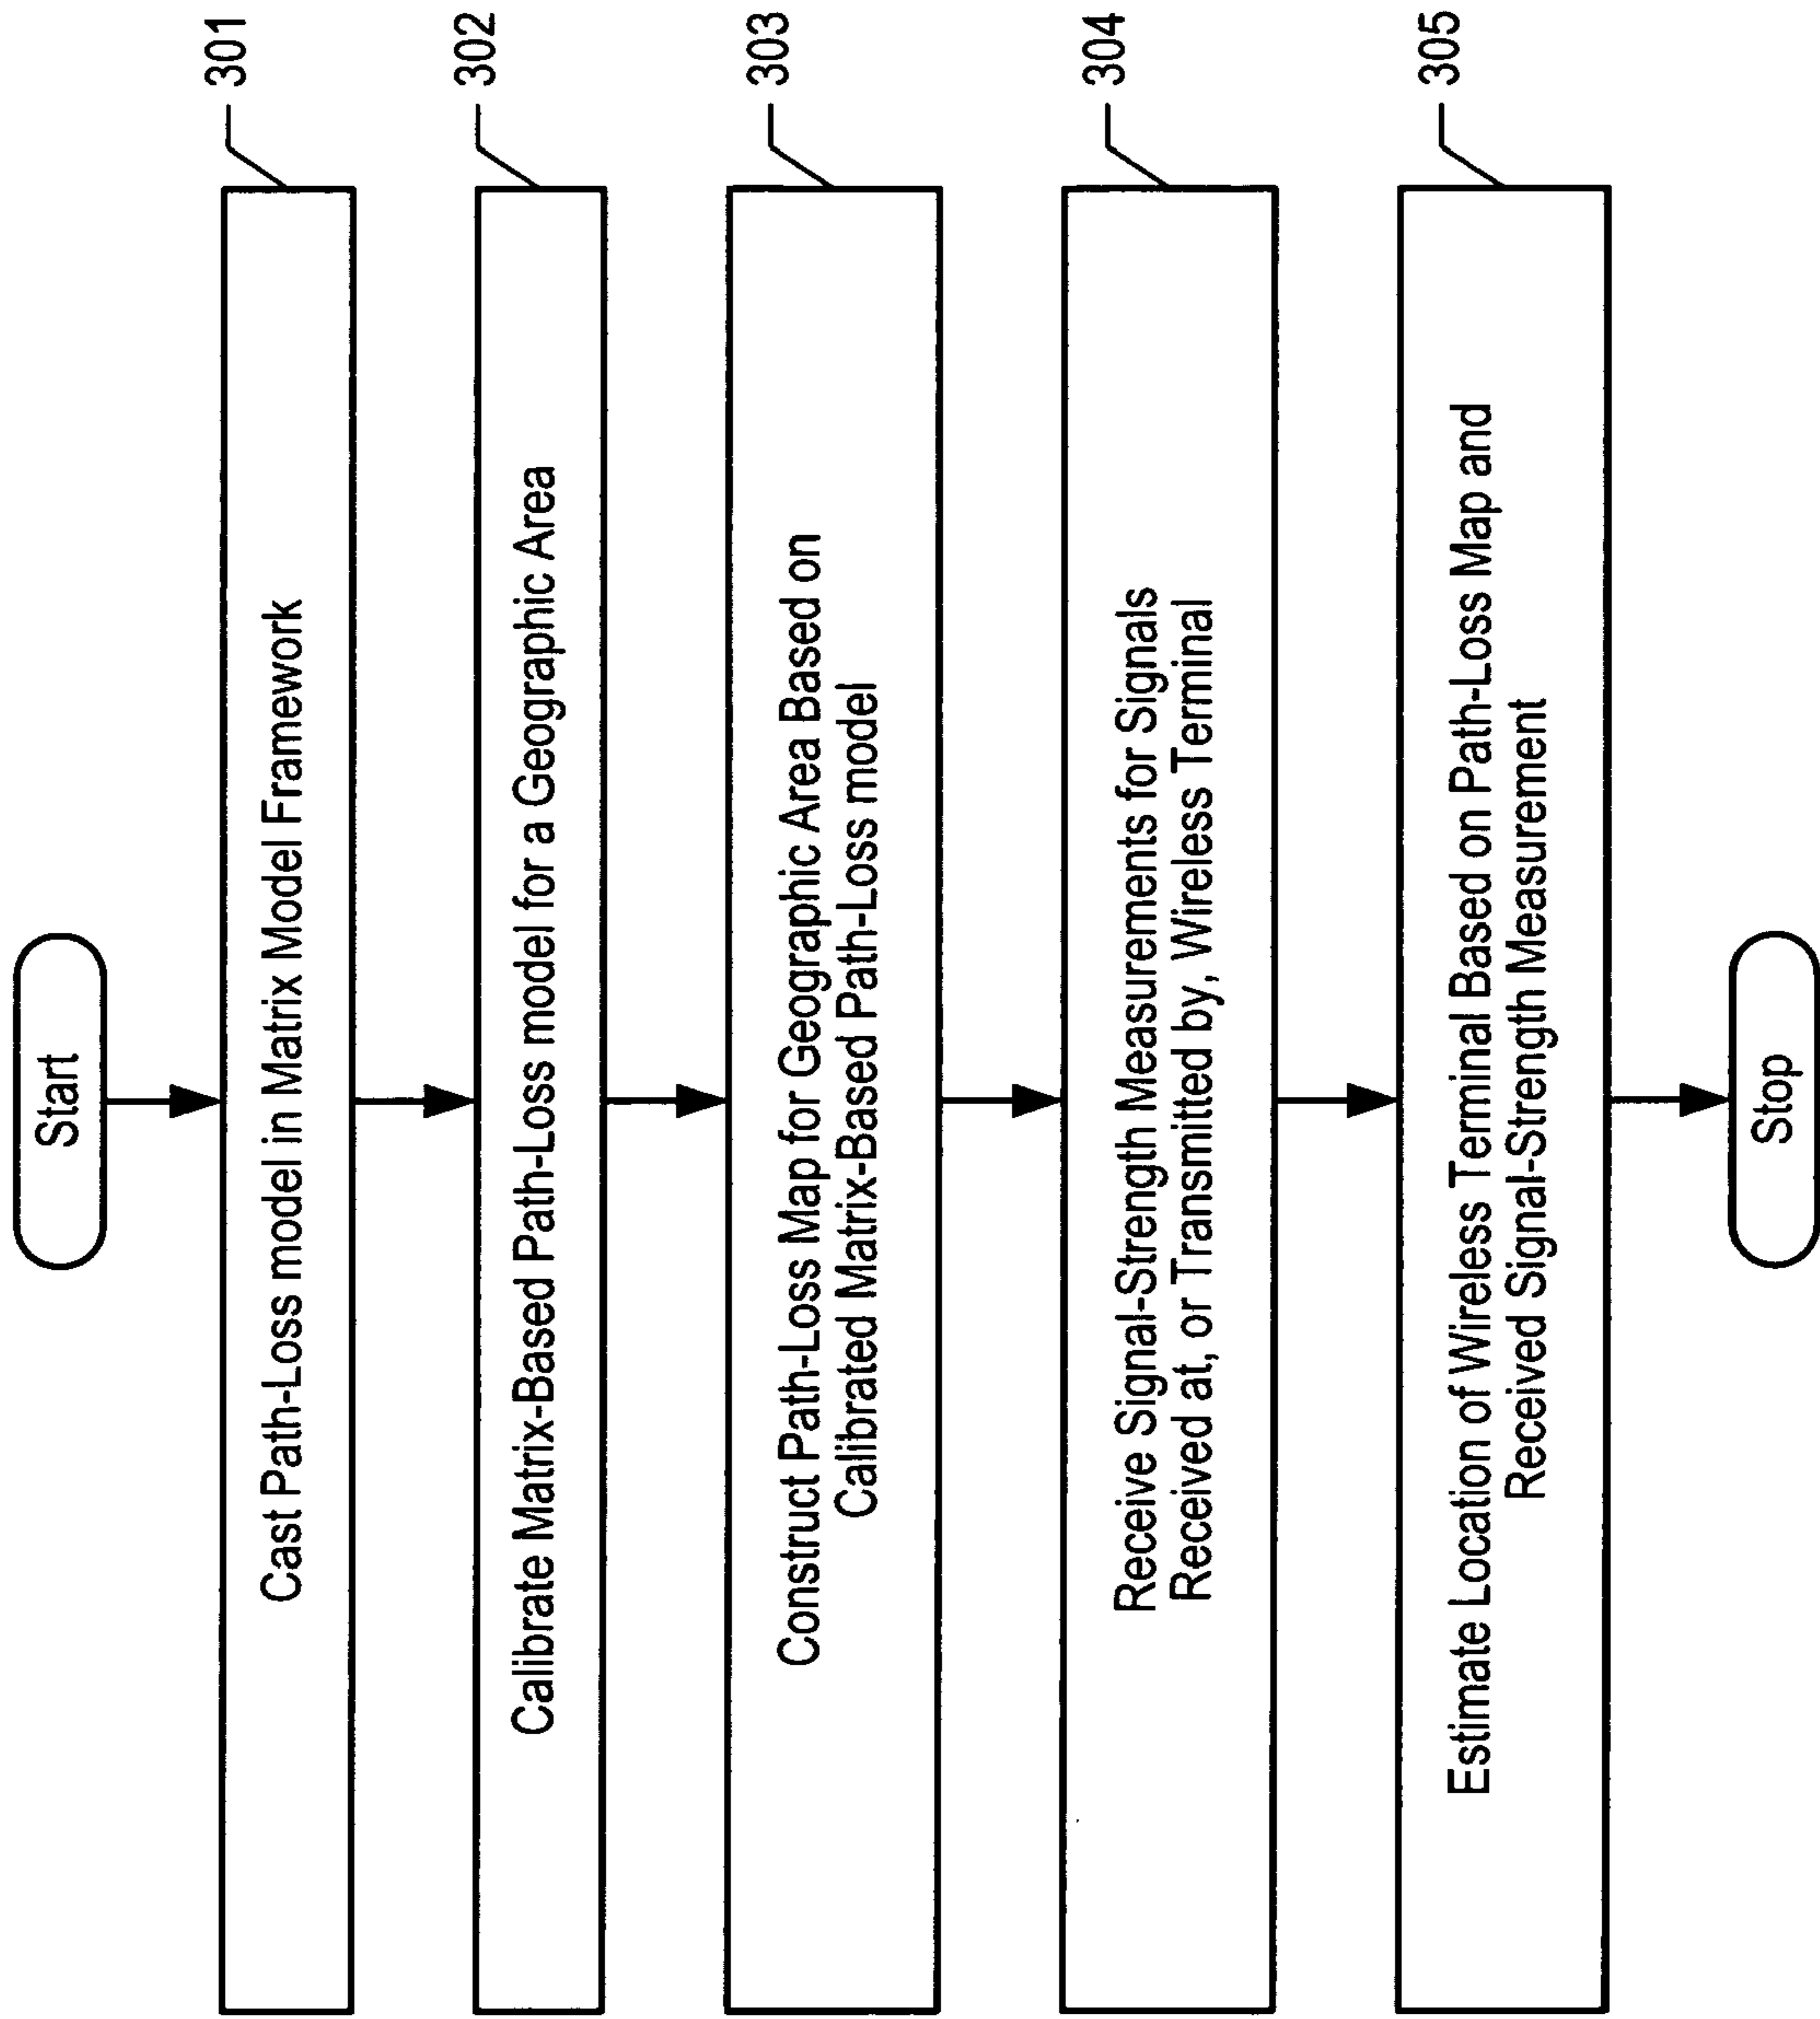 Start
301
Cast Path-Loss model in Matrix Model Framework
302
Calibrate Matrix-Based Path-Loss model for a Geographic Area
303
Construct Path-Loss Map for Geographic Area Based on
Calibrated Matrix-Based Path-Loss model
304
Receive Signal-Strength Measurements for Signals
Received at, or Transmitted by, Wireless Terminal
305
Estimate Location of Wireless Terminal Based on Path-Loss Map and
Received Signal-Strength Measurement
Stop